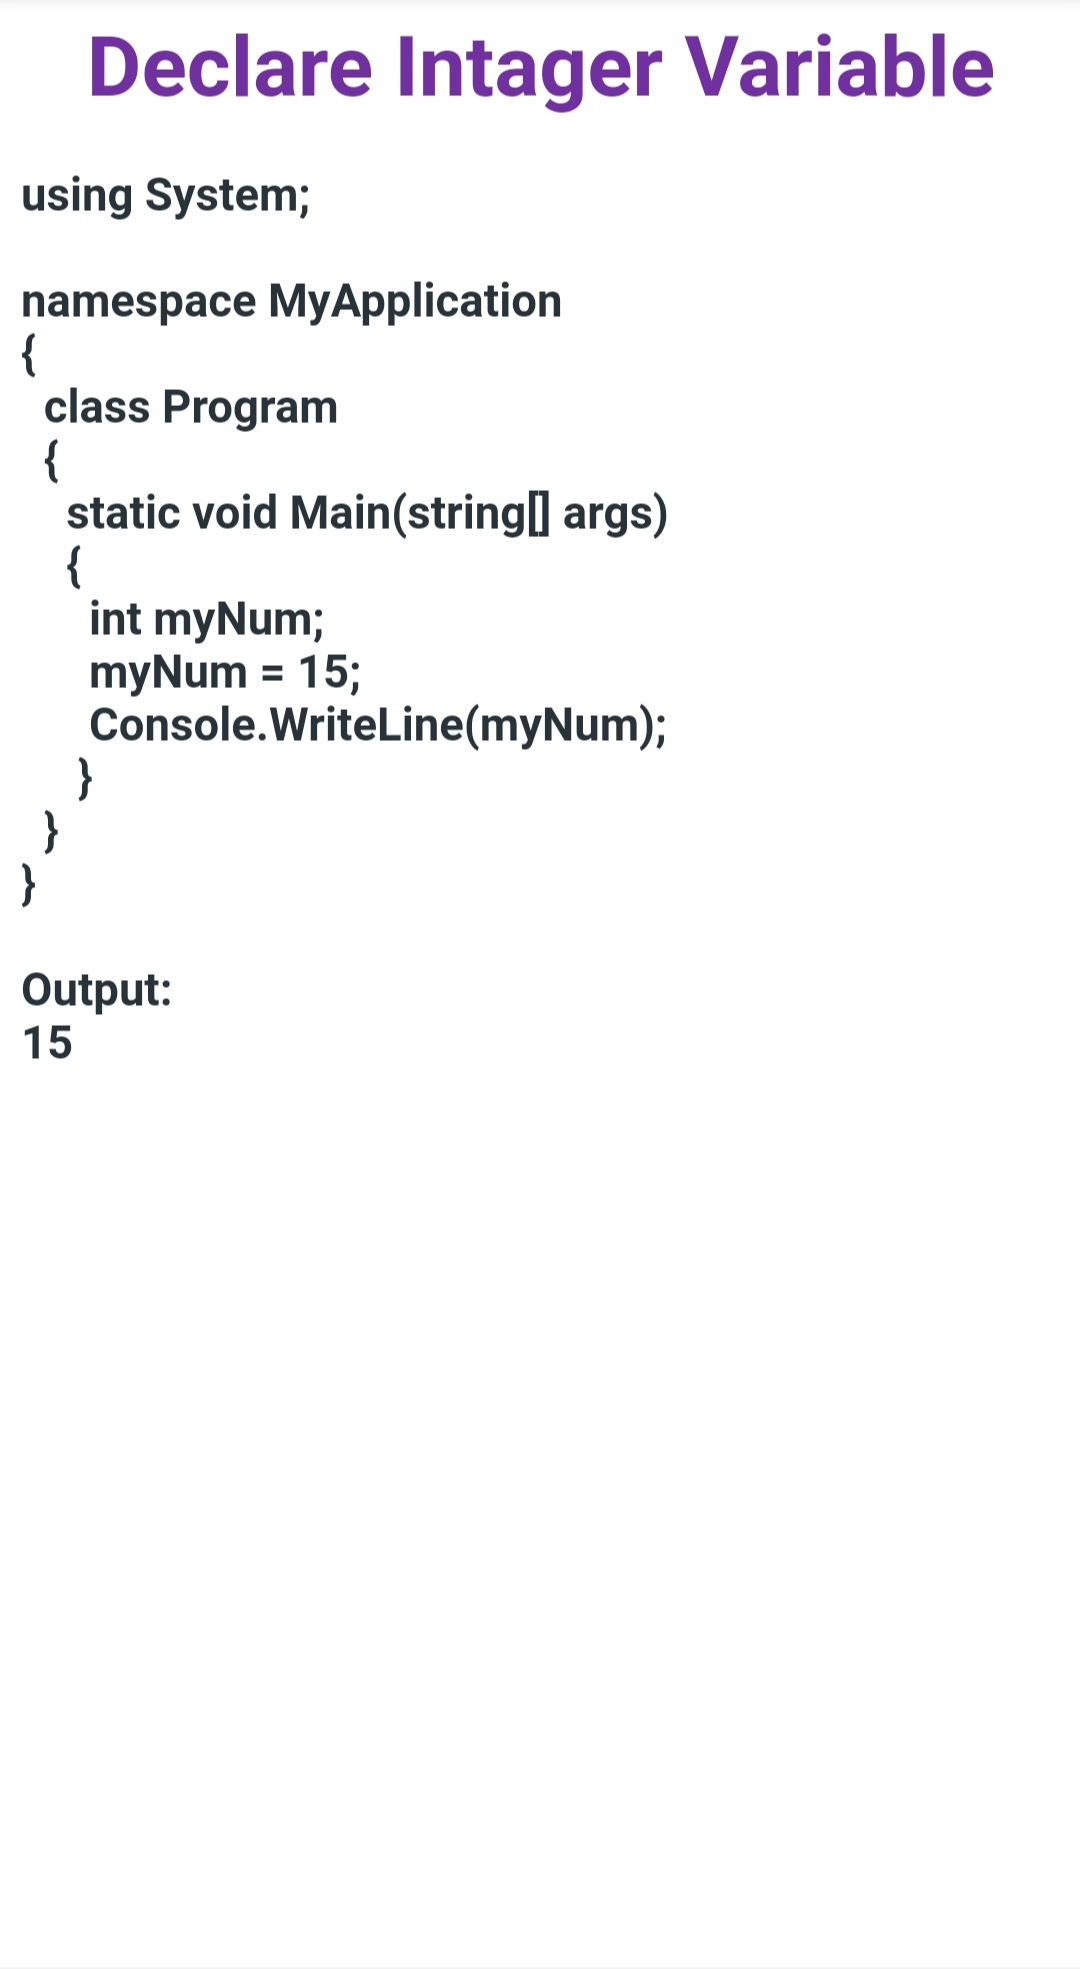 Declare Intager Variable
using System;
namespace MyApplication
{
class Program
{
static void Main(string[] args)
{
int myNum;
myNum = 15;
Console.WriteLine(myNum);
}
}
}
Output:
15